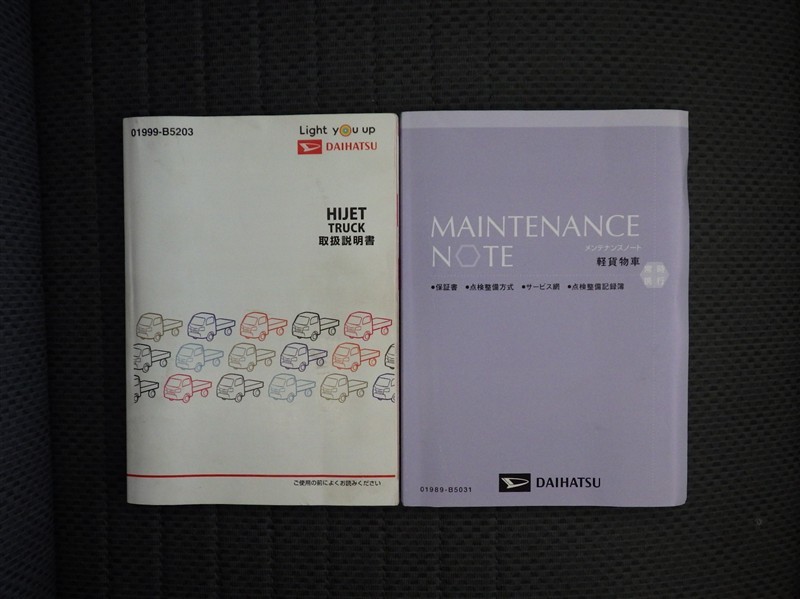 01999-B5203
Light you up
DAIHATSU
HIJET
TRUCK
取扱説明書
ご使用の前によくお読みください
MAINTENANCE
NOTE
メンテナンスノート
軽貨物車
●保証書 ●点検整備方式 ●サービス網 ●点検整備記録簿
01989-B5031
DAIHATSU